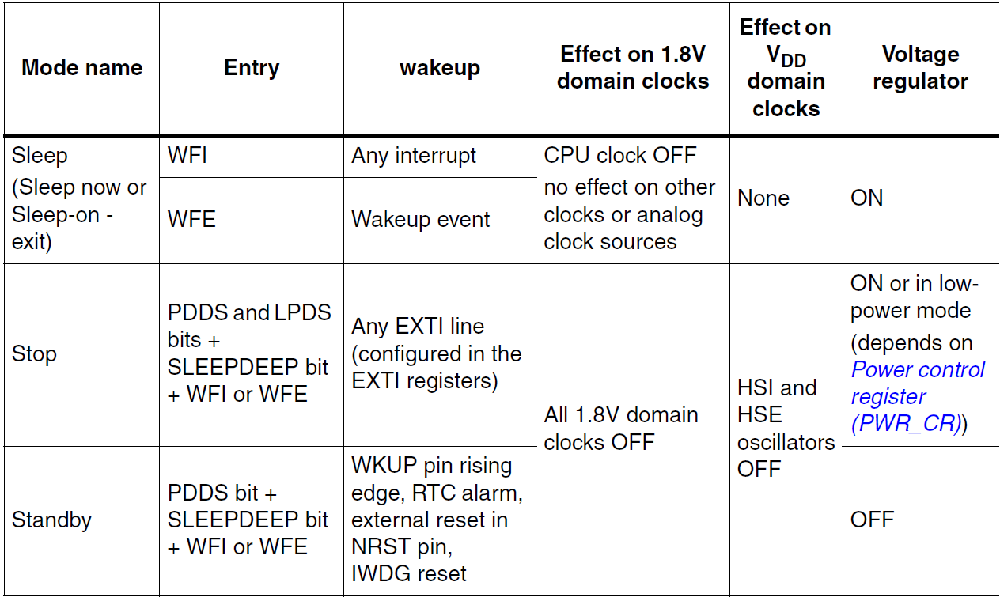 Mode name
Entry
wakeup
Effect on 1.8V
domain clocks
Effect on
VDD
domain
clocks
Voltage
regulator
Sleep
(Sleep now or
Sleep-on -
exit)
WFI
Any interrupt
WFE
Wakeup event
CPU clock OFF
no effect on other
clocks or analog
clock sources
None
ON
Stop
PDDS and LPDS
bits +
SLEEPDEEP bit
+ WFI or WFE
Any EXTI line
(configured in the
EXTI registers)
All 1.8V domain
clocks OFF
HSI and
HSE
oscillators
OFF
ON or in low-
power mode
(depends on
Power control
register
(PWR_CR))
Standby
PDDS bit +
SLEEPDEEP bit
+ WFI or WFE
WKUP pin rising
edge, RTC alarm,
external reset in
NRST pin,
IWDG reset
OFF